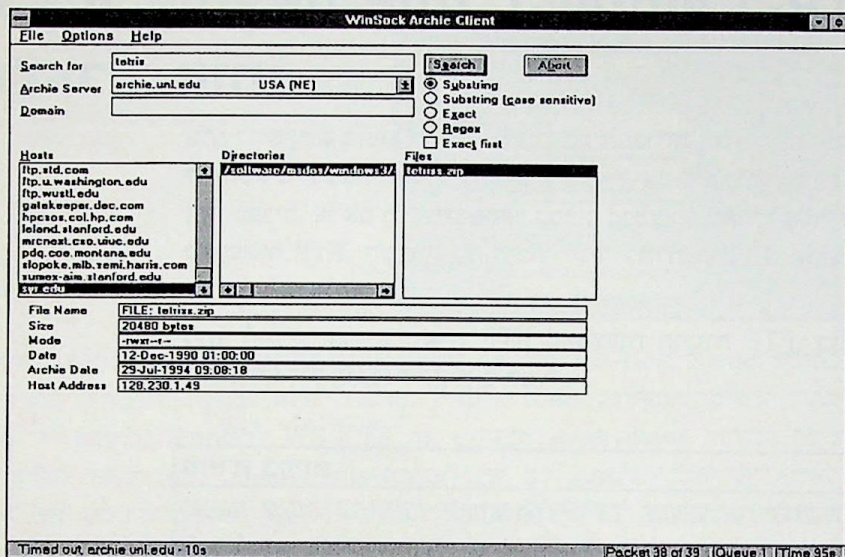 WinSock Archie Client
File Options Help
Search for tetris
Search Abort
Archie Server archie.unl.edu USA (NE)
Domain
Substring
Substring (case sensitive)
Exact
Regex
Exact first
Hosts
ftp.std.com
ftp.u.washington.edu
ftp.wustl.edu
gatekeeper.dec.com
hpcsos.col.hp.com
leland.stanford.edu
mrcnext.cso.uiuc.edu
pdq.coe.montana.edu
slopoke.mlb.semi.harris.com
sumex-aim.stanford.edu
syr.edu
Directories
/software/msdos/windows3/
Files
tetriss.zip
File Name FILE: tetriss.zip
Size 20480 bytes
Mode -rwxr--r--
Date 12-Dec-1990 01:00:00
Archie Date 29-Jul-1994 09:08:18
Host Address 128.230.1.49
Timed out, archie.unl.edu - 10s
Packet 38 of 39 Queue 1 Time 95s